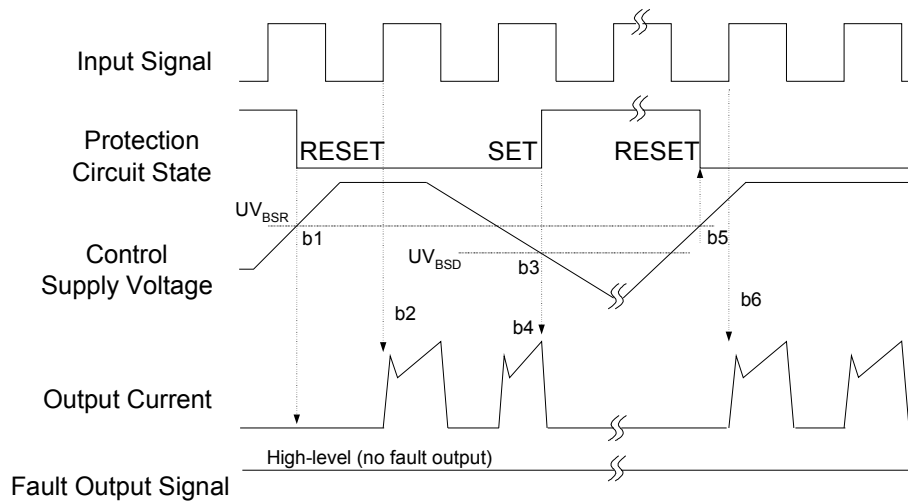 Input Signal
Protection
Circuit State
RESET
SET
RESET
UV_BSR
b1
b5
Control
Supply Voltage
UV_BSD
b3
b2
b4
b6
Output Current
High-level (no fault output)
Fault Output Signal